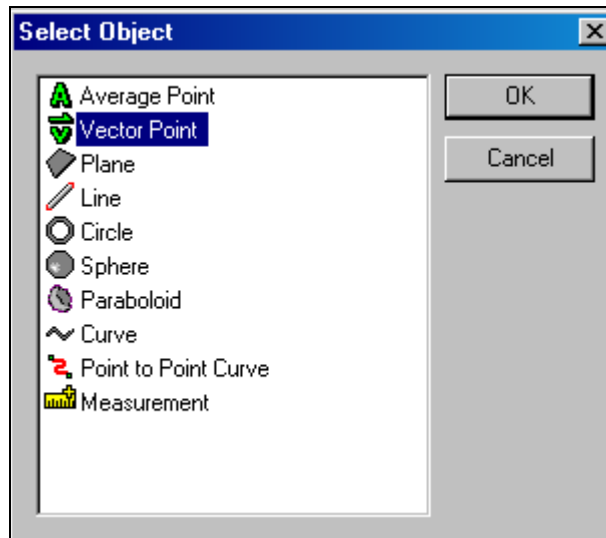 Select Object
Average Point
Vector Point
Plane
Line
Circle
Sphere
Paraboloid
Curve
Point to Point Curve
Measurement
OK
Cancel